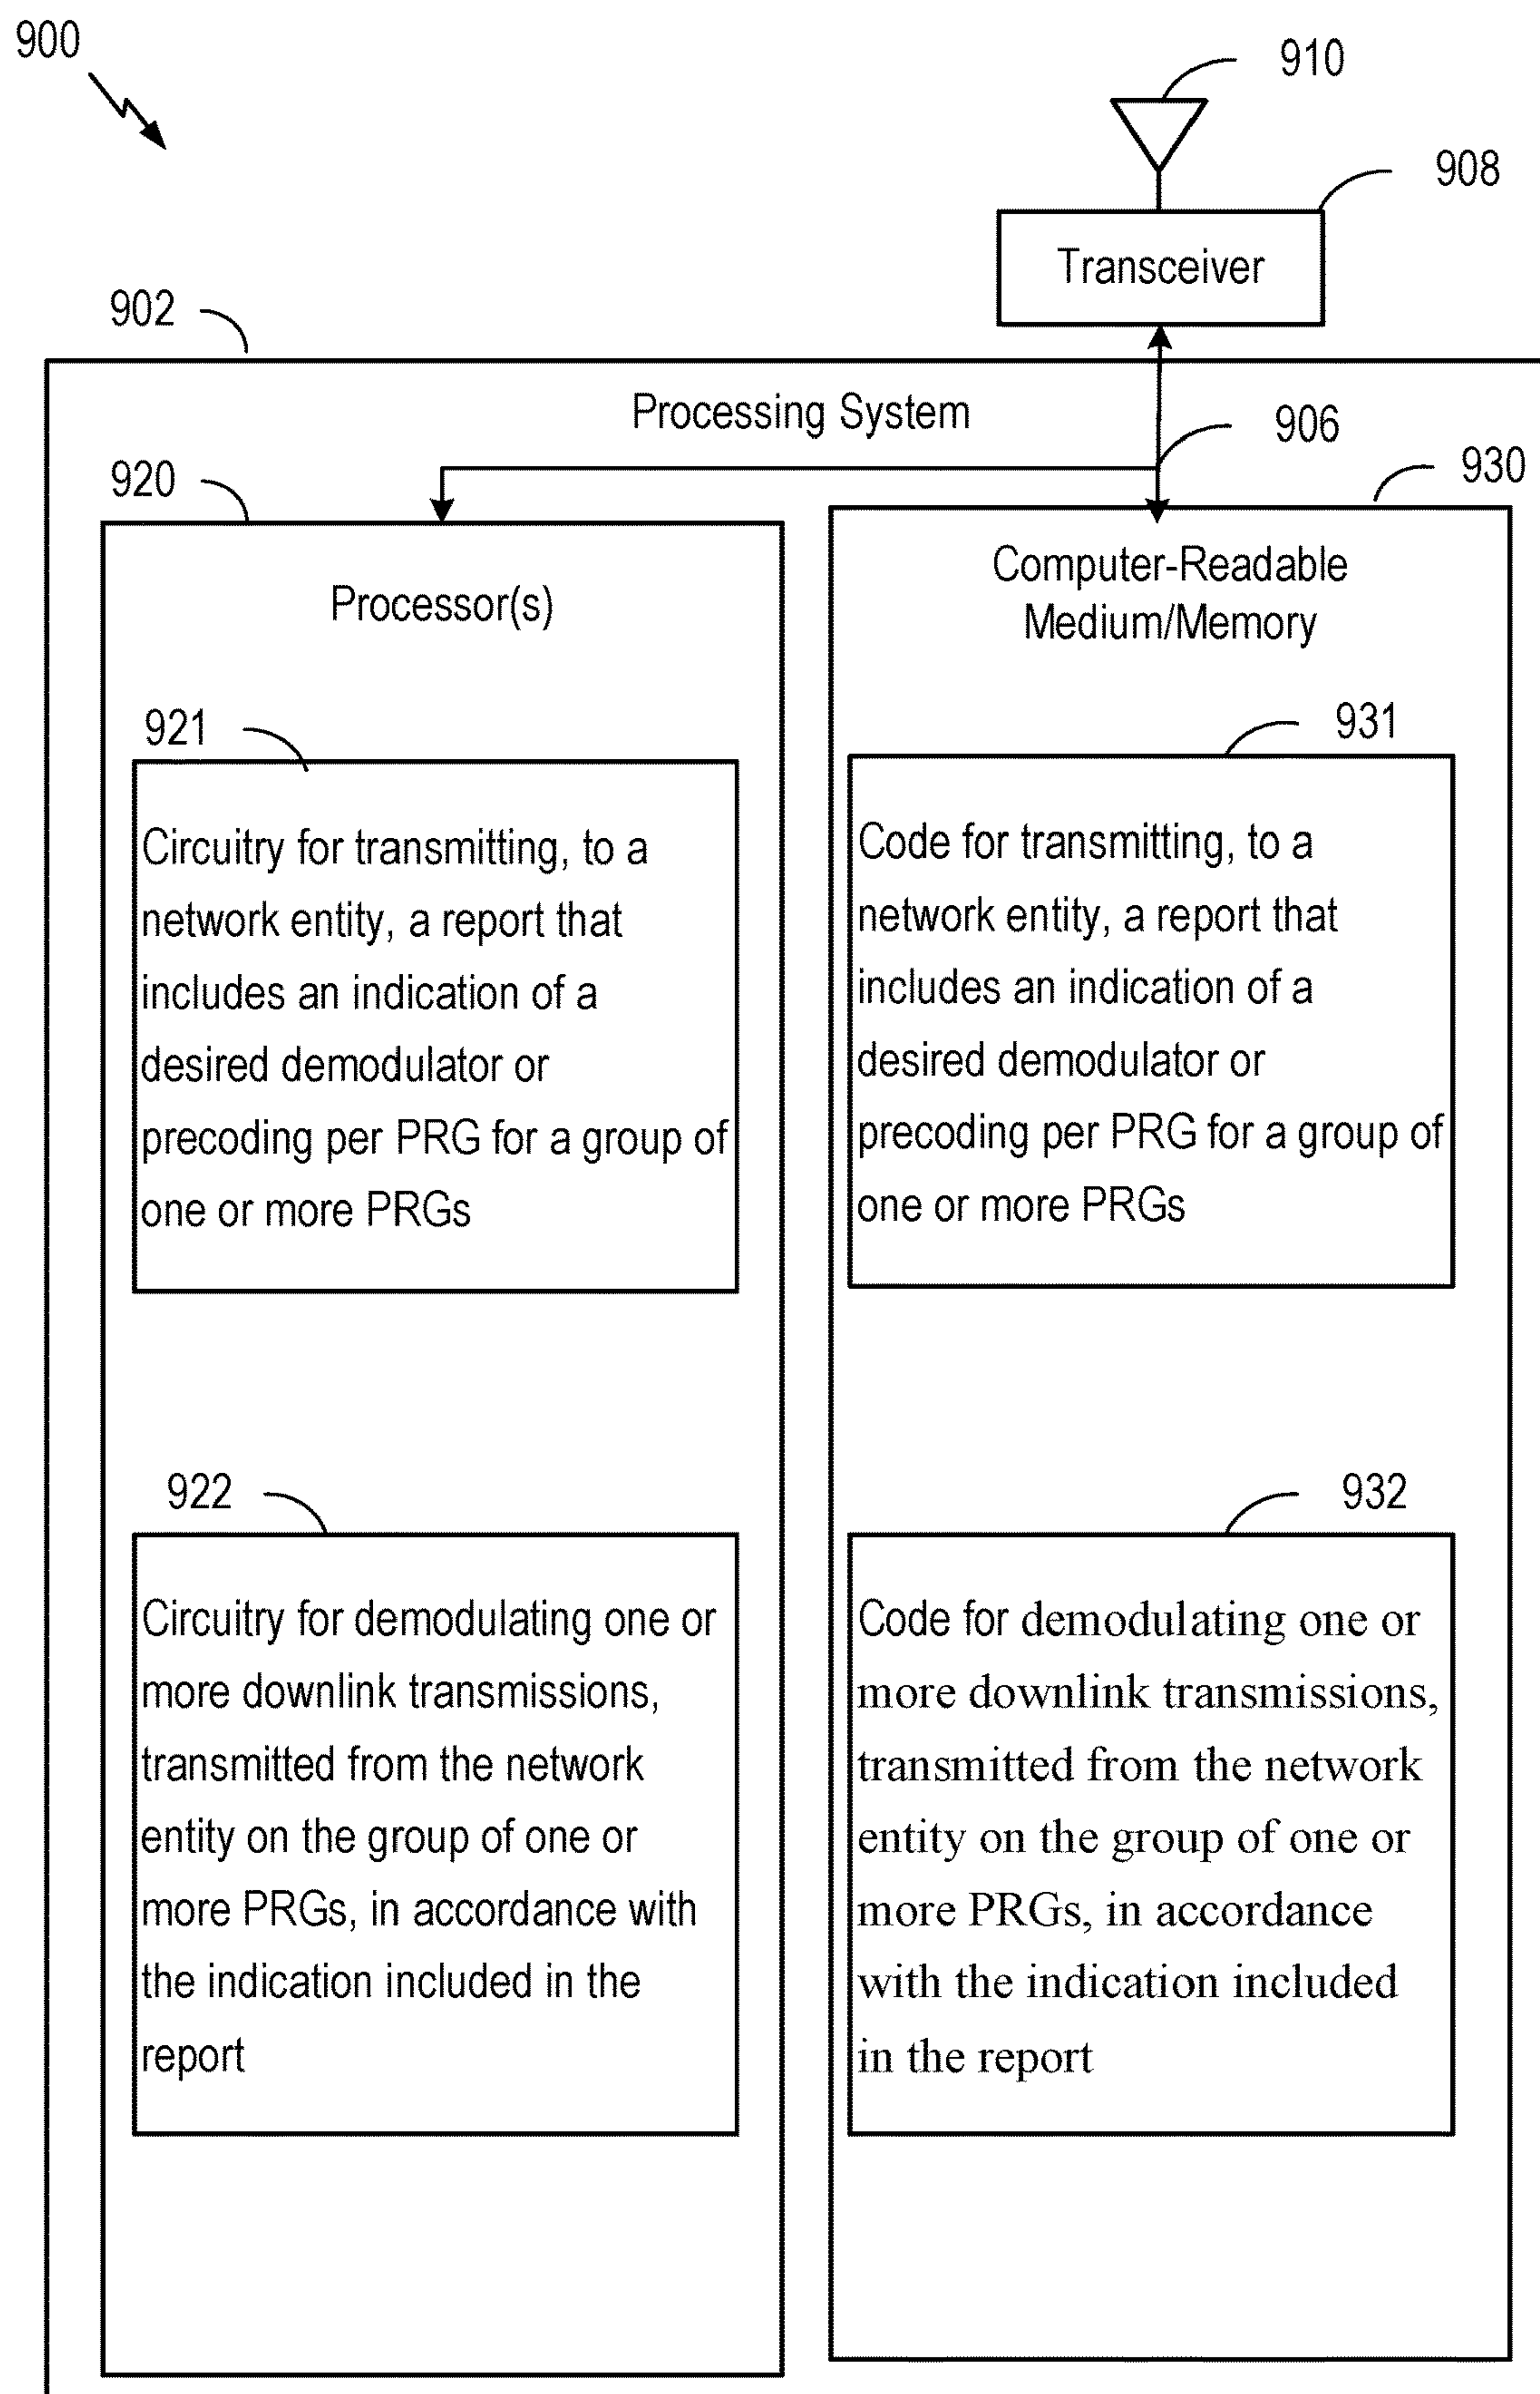 900
910
908
Transceiver
902
Processing System
906
920
930
Processor(s)
Computer-Readable
Medium/Memory
921
Circuitry for transmitting, to a
network entity, a report that
includes an indication of a
desired demodulator or
precoding per PRG for a group of
one or more PRGs
931
Code for transmitting, to a
network entity, a report that
includes an indication of a
desired demodulator or
precoding per PRG for a group of
one or more PRGs
922
Circuitry for demodulating one or
more downlink transmissions,
transmitted from the network
entity on the group of one or
more PRGs, in accordance with
the indication included in the
report
932
Code for demodulating one or
more downlink transmissions,
transmitted from the network
entity on the group of one or
more PRGs, in accordance
with the indication included
in the report